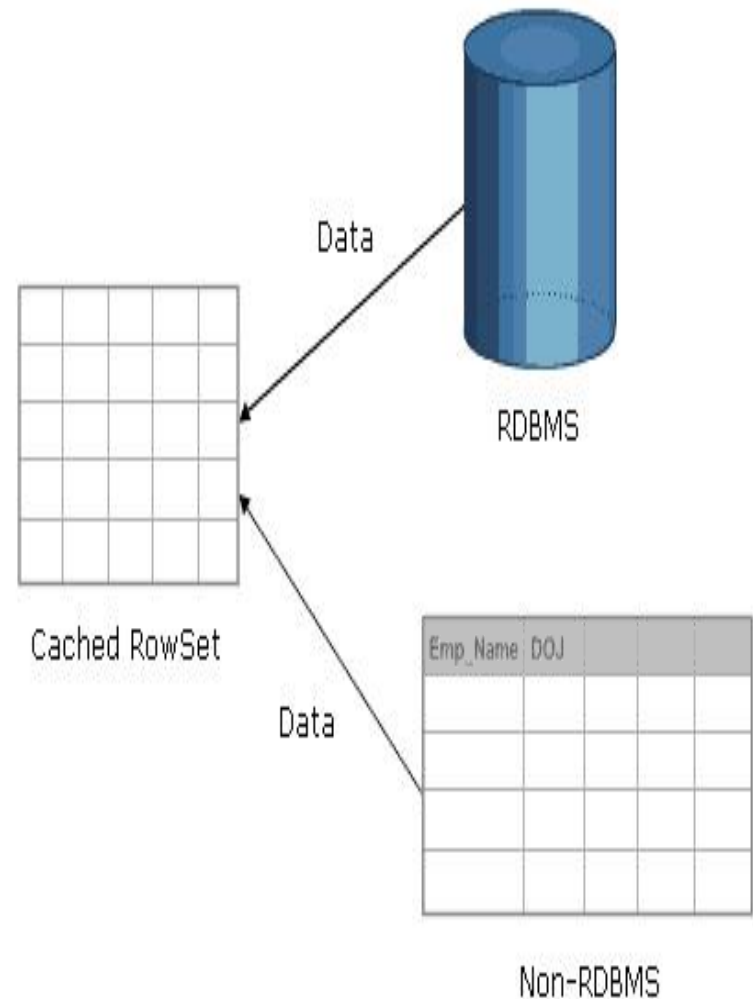 Data
RDBMS
Cached RowSet
Emp_Name DOJ
Data
Non-RDBMS